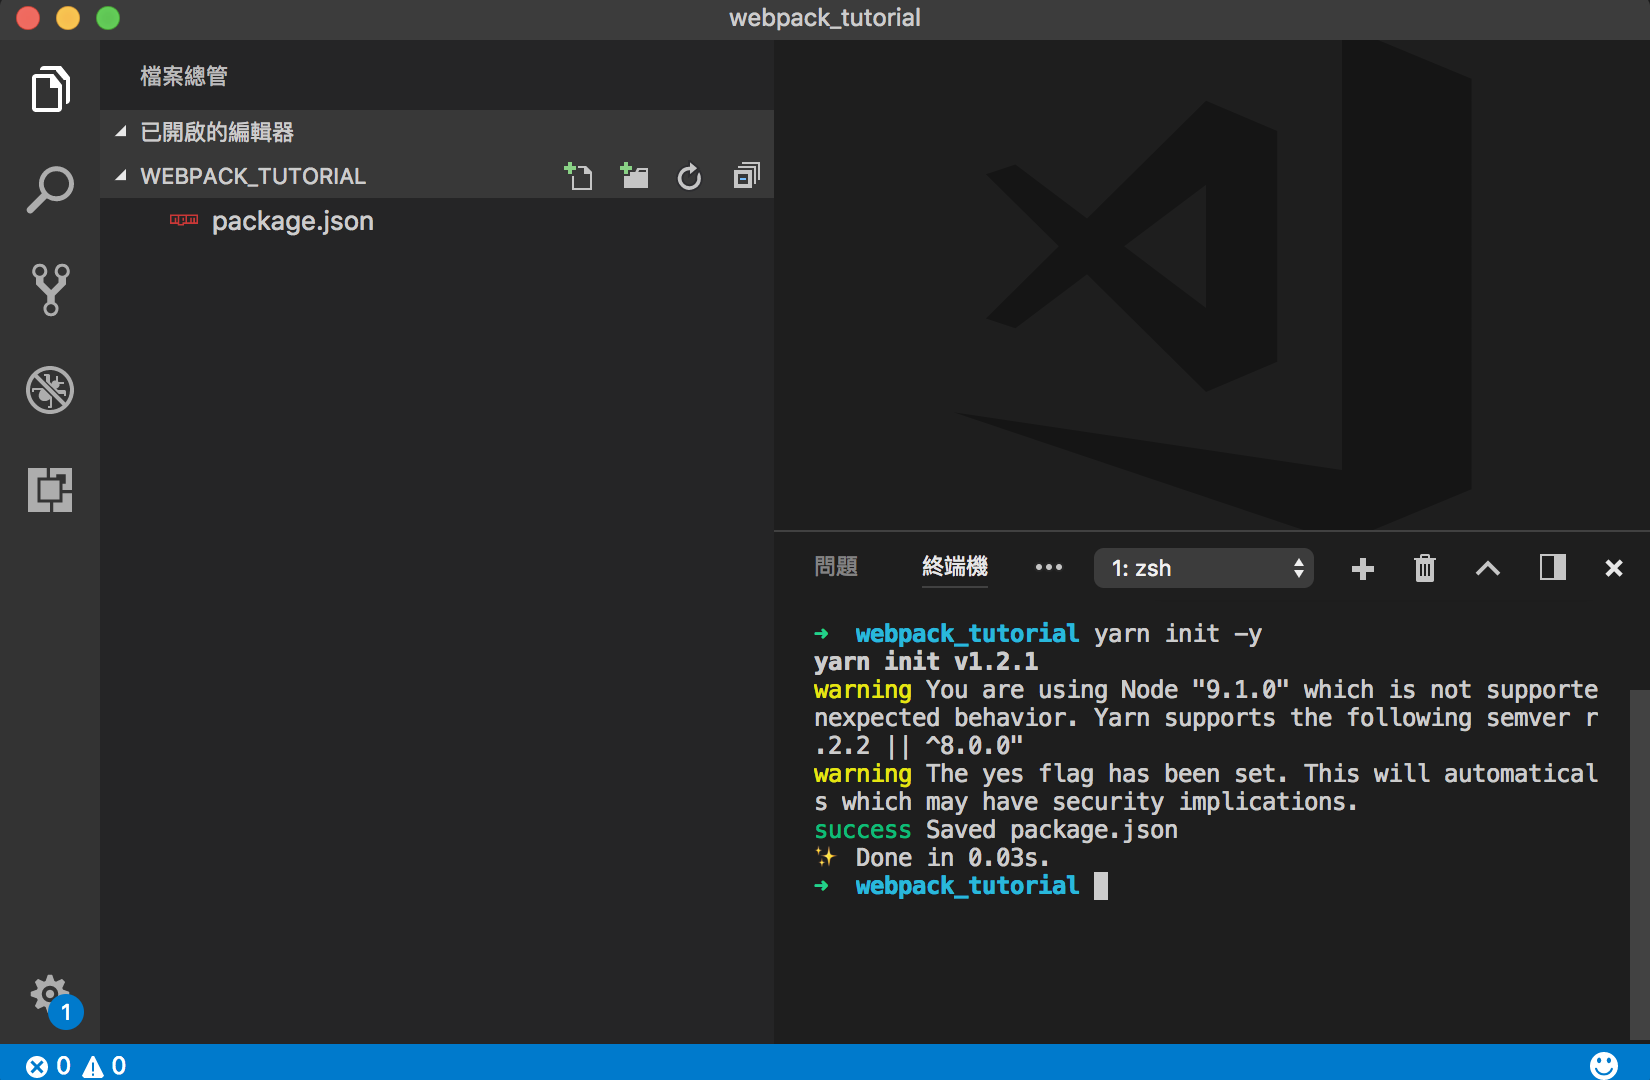 webpack_tutorial
檔案總管
已開啟的編輯器
WEBPACK_TUTORIAL
package.json
問題 終端機 ••• 1: zsh
➜ webpack_tutorial yarn init -y
yarn init v1.2.1
warning You are using Node "9.1.0" which is not supporte
nexpected behavior. Yarn supports the following semver r
.2.2 || ^8.0.0"
warning The yes flag has been set. This will automatical
s which may have security implications.
success Saved package.json
✨ Done in 0.03s.
➜ webpack_tutorial
1
0 0